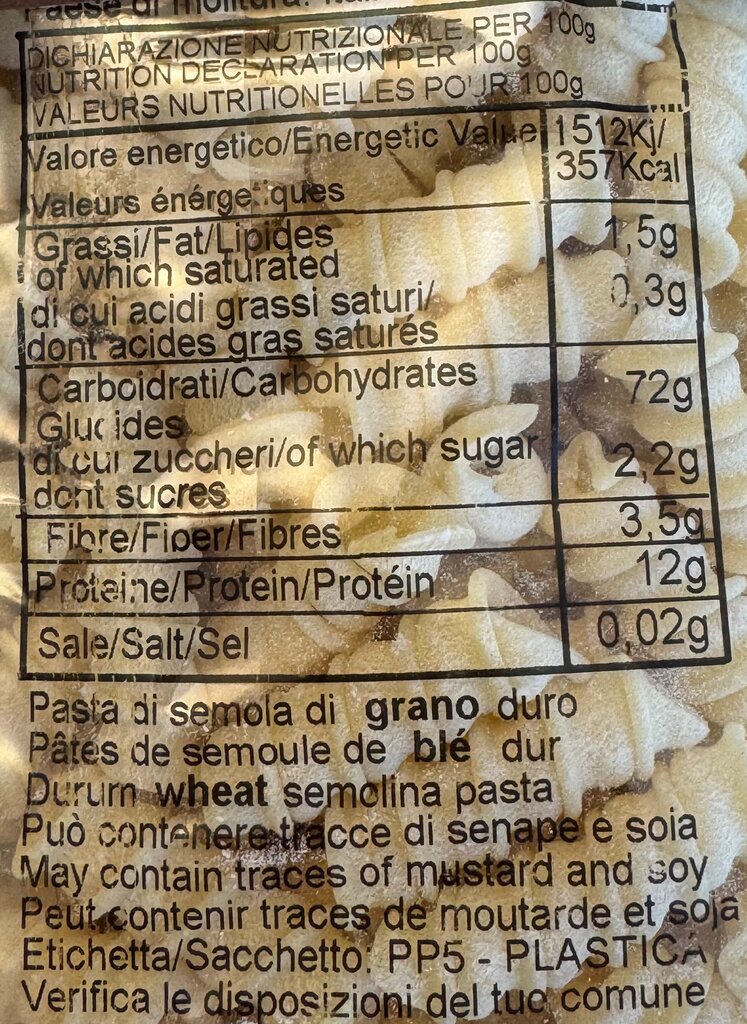 DICHIARAZIONE NUTRIZIONALE PER 100g
NUTRITION DECLARATION PER 100g
VALEURS NUTRITIONELLES POUR 100g
Valore energetico/Energetic Value 1512Kj/
357Kcal
Valeurs énérgetiques
Grassi/Fat/Lipides 1,5g
of which saturated
di cui acidi grassi saturi/ 0,3g
dont acides gras saturés
Carboidrati/Carbohydrates 72g
Glucides
di cui zuccheri/of which sugar 2,2g
dont sucres
Fibre/Fiber/Fibres 3,5g
Proteine/Protein/Protéin 12g
Sale/Salt/Sel 0,02g
Pasta di semola di grano duro
Pâtes de semoule de blé dur
Durum wheat semolina pasta
Può contenere tracce di senape e soia
May contain traces of mustard and soy
Peut contenir traces de moutarde et soja
Etichetta/Sacchetto: PP5 - PLASTICA
Verifica le disposizioni del tuo comune